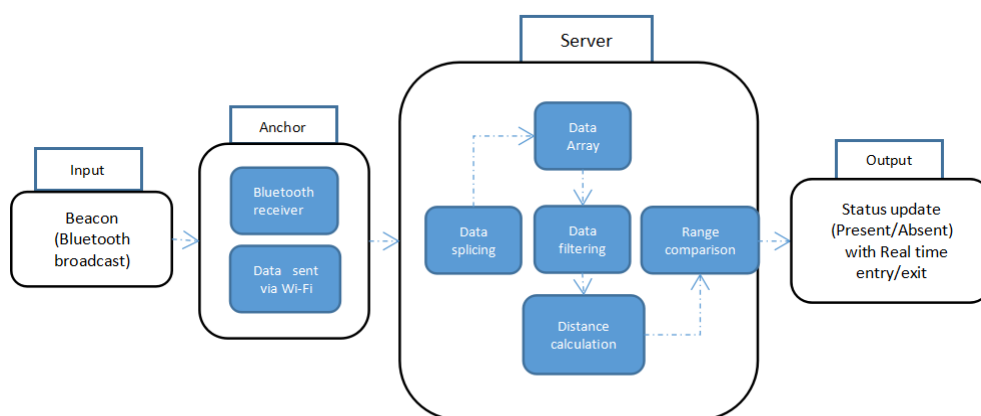 Input
Beacon
(Bluetooth
broadcast)
Anchor
Bluetooth
receiver
Data sent
via Wi-Fi
Server
Data
splicing
Data
Array
Data
filtering
Distance
calculation
Range
comparison
Output
Status update
(Present/Absent)
with Real time
entry/exit